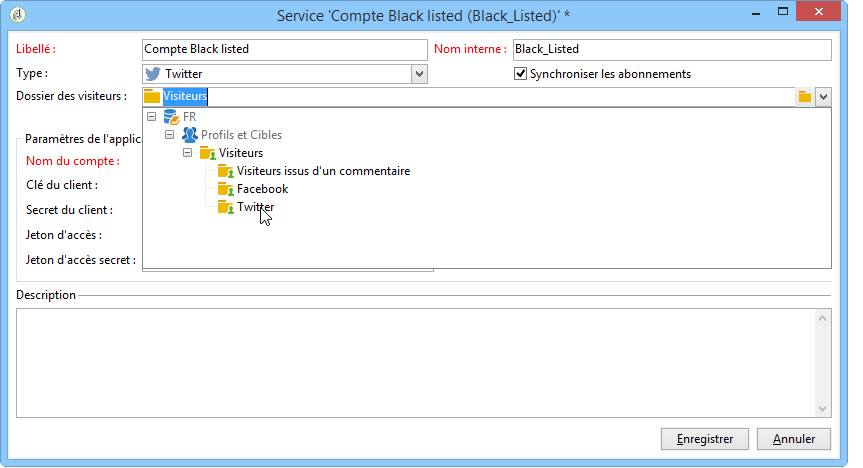 Service 'Compte Black listed (Black_Listed)' *
Libellé : Compte Black listed Nom interne : Black_Listed
Type : Twitter Synchroniser les abonnements
Dossier des visiteurs : Visiteurs
FR
Profils et Cibles
Visiteurs
Visiteurs issus d'un commentaire
Facebook
Twitter
Paramètres de l'applic
Nom du compte :
Clé du client :
Secret du client :
Jeton d'accès :
Jeton d'accès secret :
Description
Enregistrer Annuler